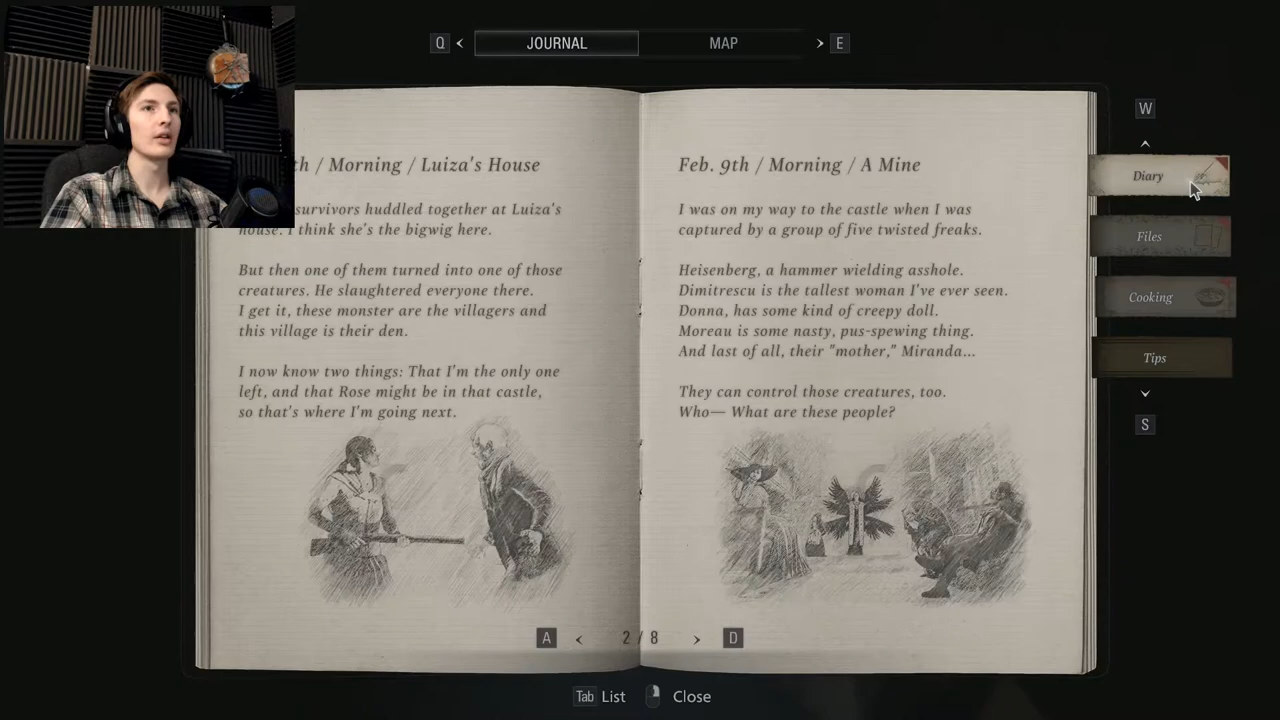 Q < JOURNAL MAP > E
W
th / Morning / Luiza's House
survivors huddled together at Luiza's
house. I think she's the bigwig here.
But then one of them turned into one of those
creatures. He slaughtered everyone there.
I get it, these monster are the villagers and
this village is their den.
I now know two things: That I'm the only one
left, and that Rose might be in that castle,
so that's where I'm going next.
Feb. 9th / Morning / A Mine
I was on my way to the castle when I was
captured by a group of five twisted freaks.
Heisenberg, a hammer wielding asshole.
Dimitrescu is the tallest woman I've ever seen.
Donna, has some kind of creepy doll.
Moreau is some nasty, pus-spewing thing.
And last of all, their "mother," Miranda...
They can control those creatures, too.
Who— What are these people?
Diary
Files
Cooking
Tips
S
A < 2 / 8 > D
Tab List Close